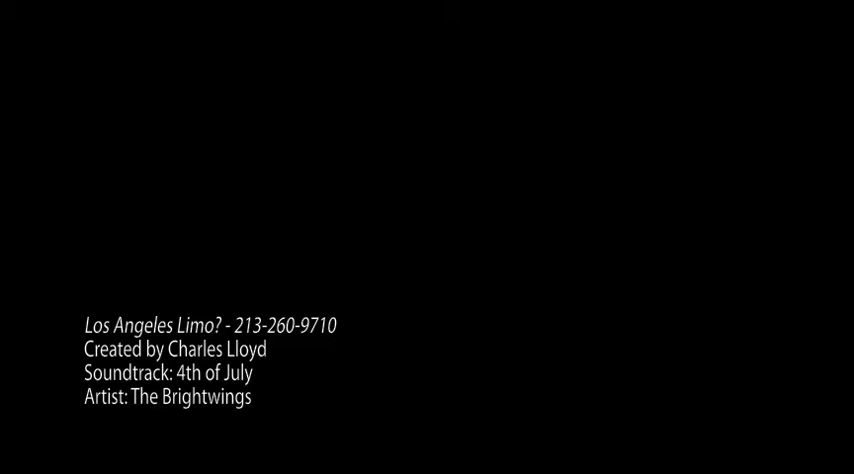 Los Angeles Limo? - 213-260-9710
Created by Charles Lloyd
Soundtrack: 4th of July
Artist: The Brightwings